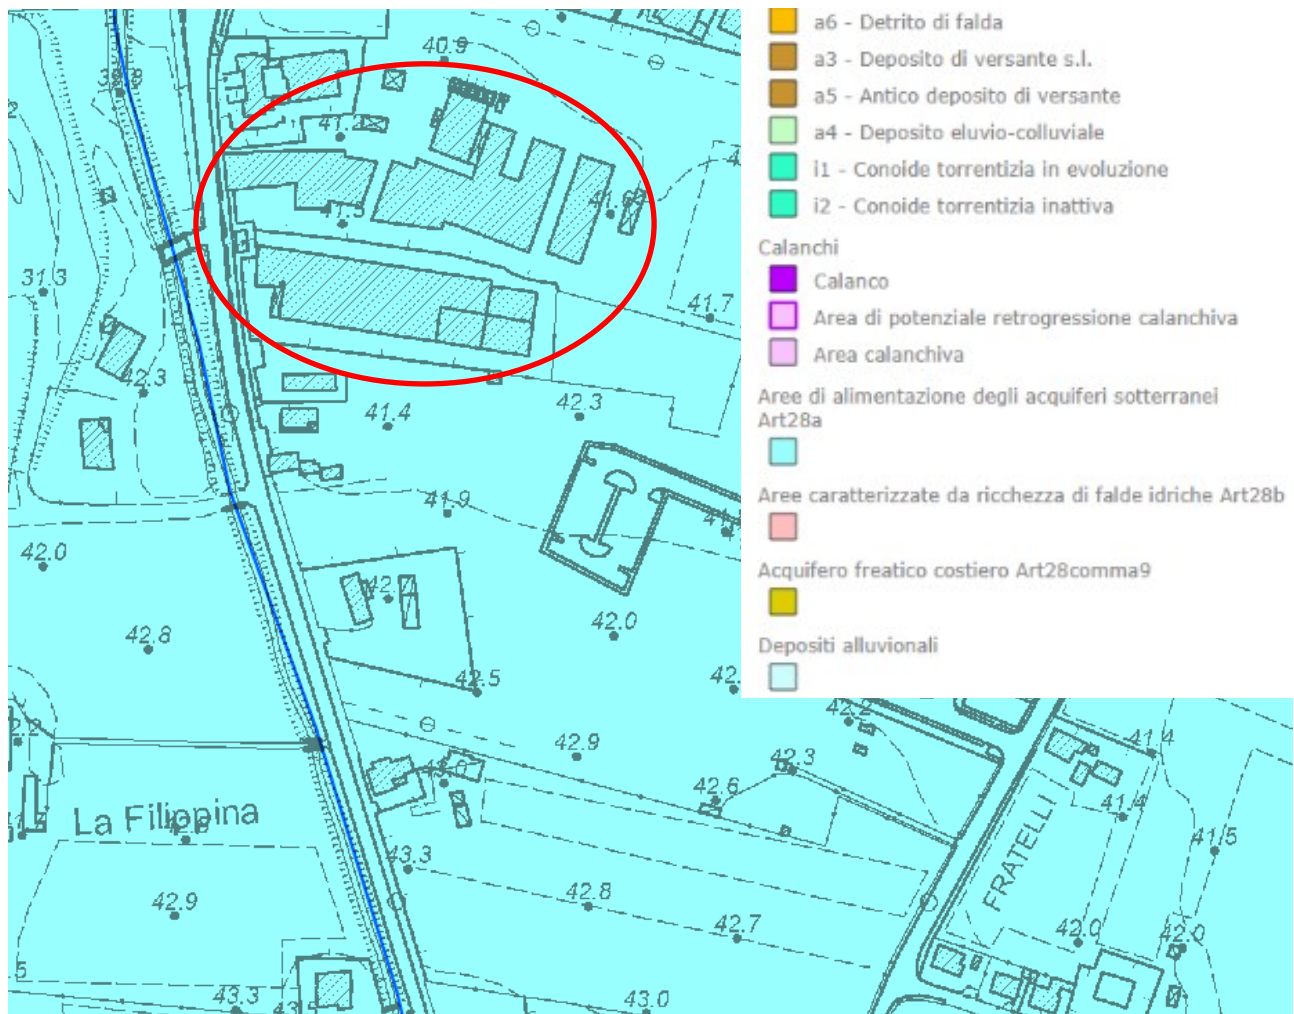 a6 - Detrito di falda
a3 - Deposito di versante s.l.
a5 - Antico deposito di versante
a4 - Deposito eluvio-colluviale
i1 - Conoide torrentizia in evoluzione
i2 - Conoide torrentizia inattiva
Calanchi
Calanco
Area di potenziale retrogressione calanchiva
Area calanchiva
Aree di alimentazione degli acquiferi sotterranei
Art28a
Aree caratterizzate da ricchezza di falde idriche Art28b
Acquifero freatico costiero Art28comma9
Depositi alluvionali
40.9
31.3
41.7
42.3
42.3
41.4
41.9
42.0
42.8
42.0
42.5
42.2
42.9
42.3
42.6
41.4
41.4
La Filippina
41.5
43.3
FRATELLI
42.9
42.8
42.7
42.0
42.0
43.3
43.0